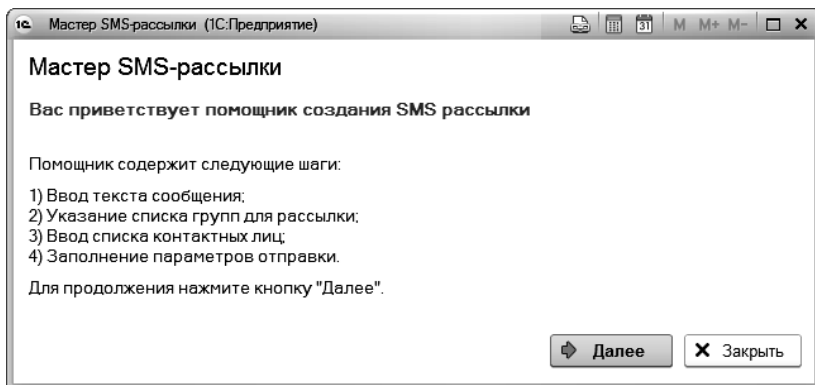 1С Мастер SMS-рассылки (1С:Предприятие) 31 M M+ M-
Мастер SMS-рассылки
Вас приветствует помощник создания SMS рассылки
Помощник содержит следующие шаги:
1) Ввод текста сообщения;
2) Указание списка групп для рассылки;
3) Ввод списка контактных лиц;
4) Заполнение параметров отправки.
Для продолжения нажмите кнопку "Далее".
Далее Закрыть